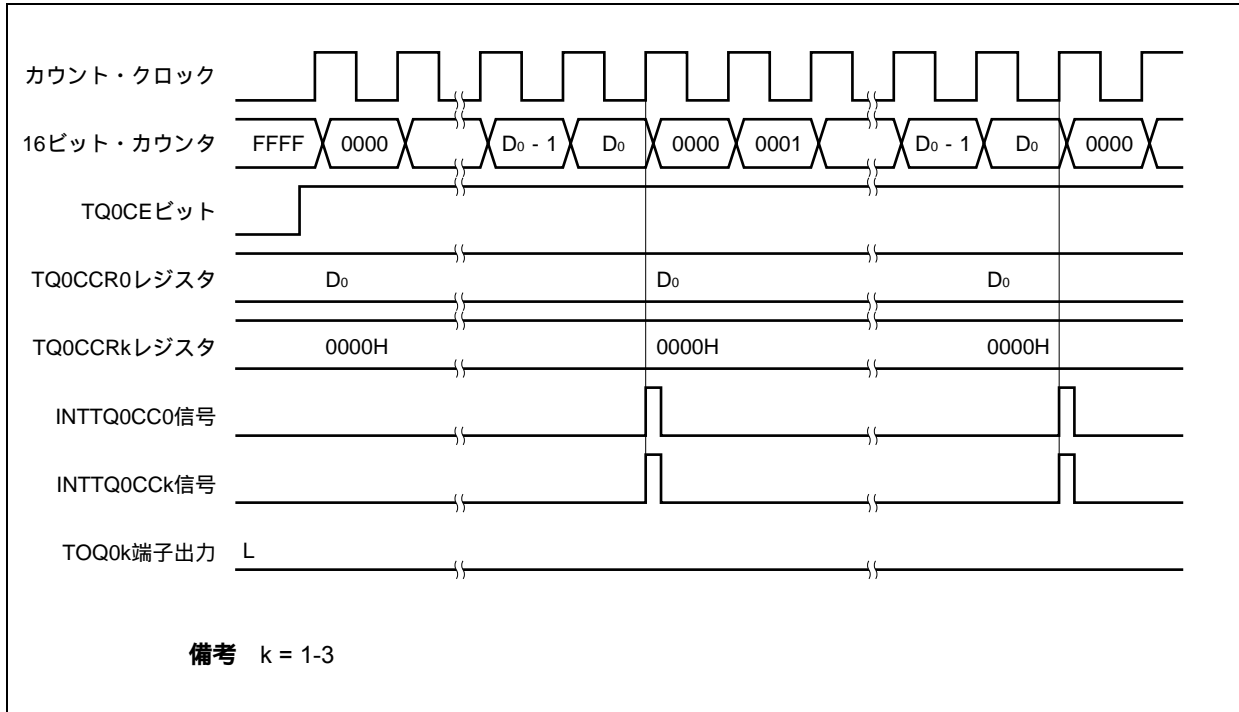 カウント・クロック
16ビット・カウンタ FFFF 0000 D0 - 1 D0 0000 0001 D0 - 1 D0 0000
TQ0CEビット
TQ0CCR0レジスタ D0 D0 D0
TQ0CCRkレジスタ 0000H 0000H 0000H
INTTQ0CC0信号
INTTQ0CCk信号
TOQ0k端子出力 L
備考 k = 1-3